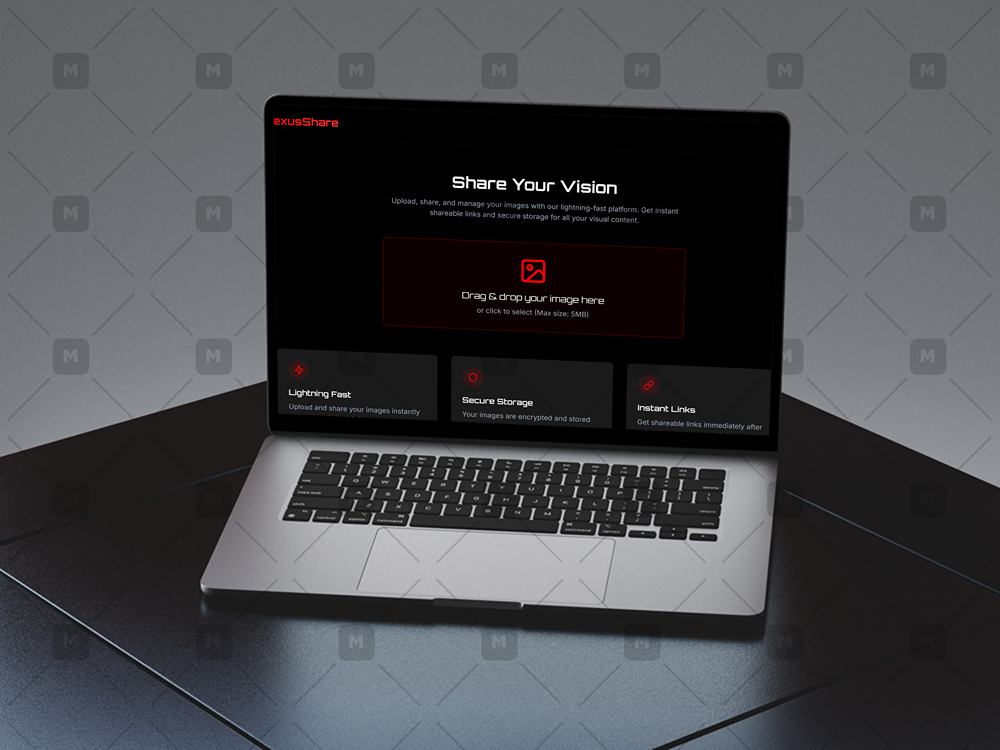 exusShare
Share Your Vision
Upload, share, and manage your images with our lightning-fast platform. Get instant
shareable links and secure storage for all your visual content.
Drag & drop your image here
or click to select (Max size: 5MB)
Lightning Fast
Upload and share your images instantly
Secure Storage
Your images are encrypted and stored
Instant Links
Get shareable links immediately after